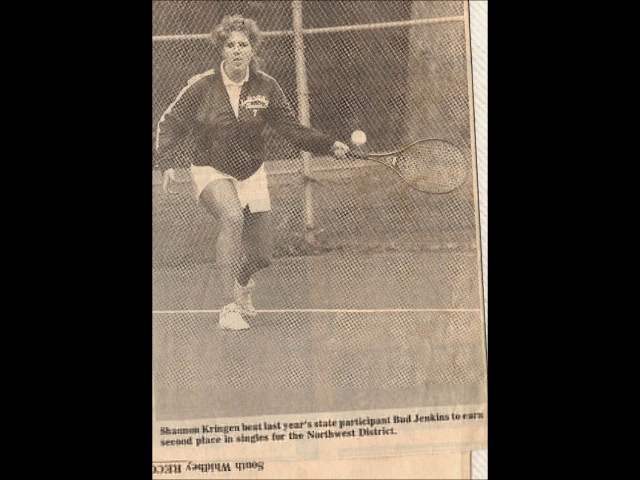 Shannon Kringen beat last year's state participant Bud Jenkins to earn
second place in singles for the Northwest District.
South Whidbey RECO